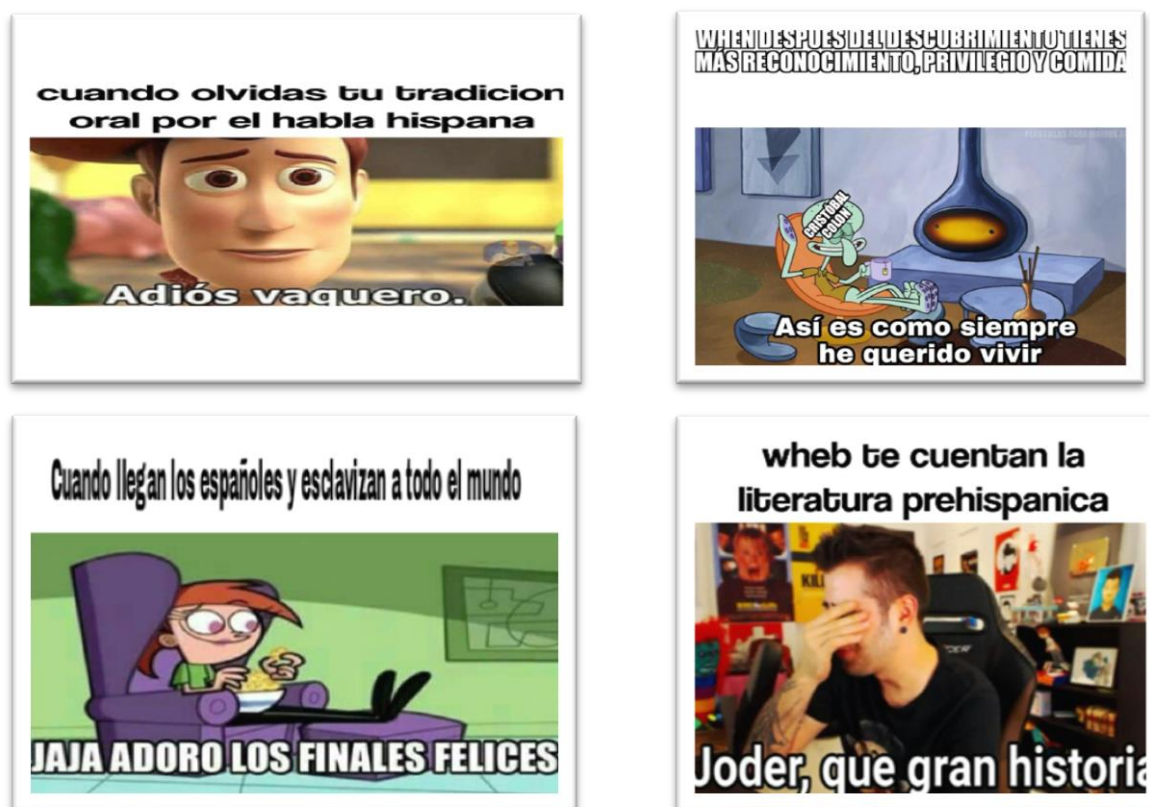 cuando olvidas tu tradicion
oral por el habla hispana
Adiós vaquero.
WHEN DESPUES DEL DESCUBRIMIENTO TIENES
MÁS RECONOCIMIENTO, PRIVILEGIO Y COMIDA
CRISTOBAL
COLON
Así es como siempre
he querido vivir
Cuando llegan los españoles y esclavizan a todo el mundo
JAJA ADORO LOS FINALES FELICES
wheb te cuentan la
literatura prehispanica
KILL
Joder, que gran historia